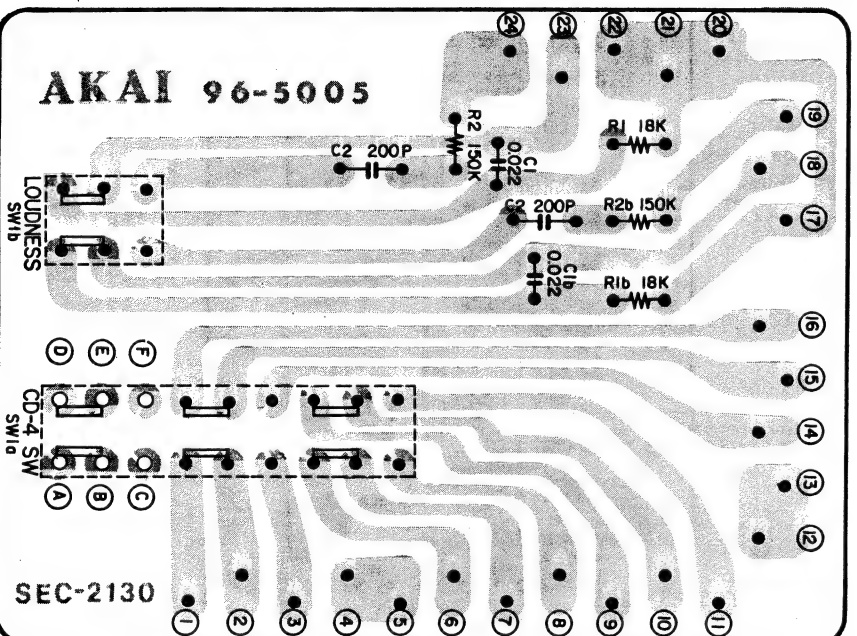 24 23 22 21 20
AKAI 96-5005
R2 150K
C1 0.022
R1 18K
19
C2 200P
18
LOUDNESS
SW1b
C2 200P
R2b 150K
17
C1b 0.022
R1b 18K
16
D E F
15
CD-4 SW
SW1a
14
A B C
13
12
SEC-2130
1 2 3 4 5 6 7 8 9 10 11